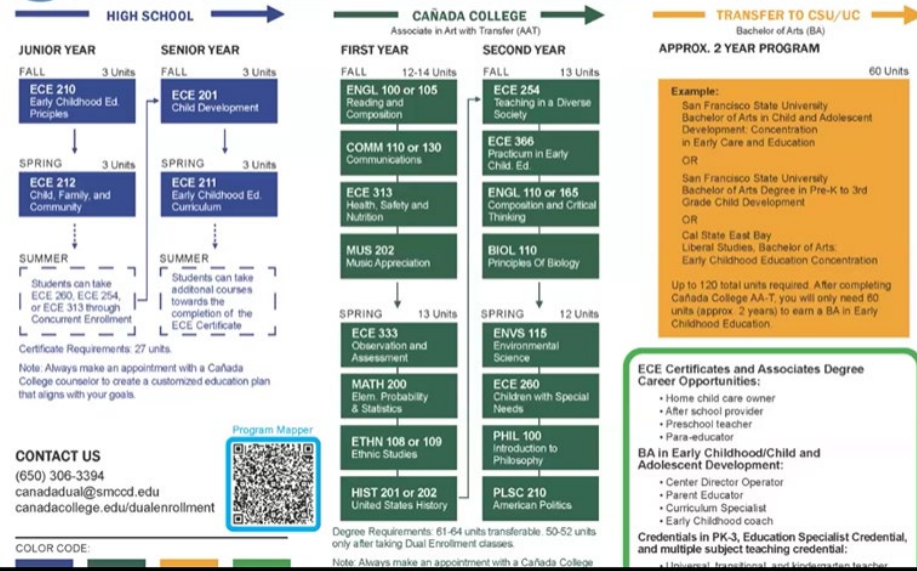 HIGH SCHOOL
JUNIOR YEAR
FALL 3 Units
ECE 210
Early Childhood Ed.
Priciples
SPRING 3 Units
ECE 212
Child, Family, and
Community
SUMMER
Students can take
ECE 260, ECE 254,
or ECE 313 through
Concurrent Enrollment
SENIOR YEAR
FALL 3 Units
ECE 201
Child Development
SPRING 3 Units
ECE 211
Early Childhood Ed.
Curriculum
SUMMER
Students can take
additonal courses
towards the
completion of the
ECE Certificate
Certificate Requirements: 27 units.
Note: Always make an appointment with a Cañada
College counselor to create a customized education plan
that aligns with your goals.
CONTACT US
(650) 306-3394
canadadual@smccd.edu
canadacollege.edu/dualenrollment
Program Mapper
COLOR CODE:
CAÑADA COLLEGE
Associate in Art with Transfer (AAT)
FIRST YEAR
FALL 12-14 Units
ENGL 100 or 105
Reading and
Composition
COMM 110 or 130
Communications
ECE 313
Health, Safety and
Nutrition
MUS 202
Music Appreciation
SPRING 13 Units
ECE 333
Observation and
Assessment
MATH 200
Elem. Probability
& Statistics
ETHN 108 or 109
Ethnic Studies
HIST 201 or 202
United States History
SECOND YEAR
FALL 13 Units
ECE 254
Teaching in a Diverse
Society
ECE 366
Practicum in Early
Child. Ed.
ENGL 110 or 165
Composition and Critical
Thinking
BIOL 110
Principles Of Biology
SPRING 12 Units
ENVS 115
Environmental
Science
ECE 260
Children with Special
Needs
PHIL 100
Introduction to
Philosophy
PLSC 210
American Politics
Degree Requirements: 61-64 units transferable. 50-52 units
only after taking Dual Enrollment classes.
Note: Always make an appointment with a Cañada College
TRANSFER TO CSU/UC
Bachelor of Arts (BA)
APPROX. 2 YEAR PROGRAM
60 Units
Example:
San Francisco State University
Bachelor of Arts in Child and Adolescent
Development: Concentration
in Early Care and Education
OR
San Francisco State University
Bachelor of Arts Degree in Pre-K to 3rd
Grade Child Development
OR
Cal State East Bay
Liberal Studies, Bachelor of Arts:
Early Childhood Education Concentration
Up to 120 total units required. After completing
Cañada College AA-T, you will only need 60
units (approx. 2 years) to earn a BA in Early
Childhood Education.
ECE Certificates and Associates Degree
Career Opportunities:
• Home child care owner
• After school provider
• Preschool teacher
• Para-educator
BA in Early Childhood/Child and
Adolescent Development:
• Center Director Operator
• Parent Educator
• Curriculum Specialist
• Early Childhood coach
Credentials in PK-3, Education Specialist Credential,
and multiple subject teaching credential:
• Universal, transitional, and kindergarten teacher